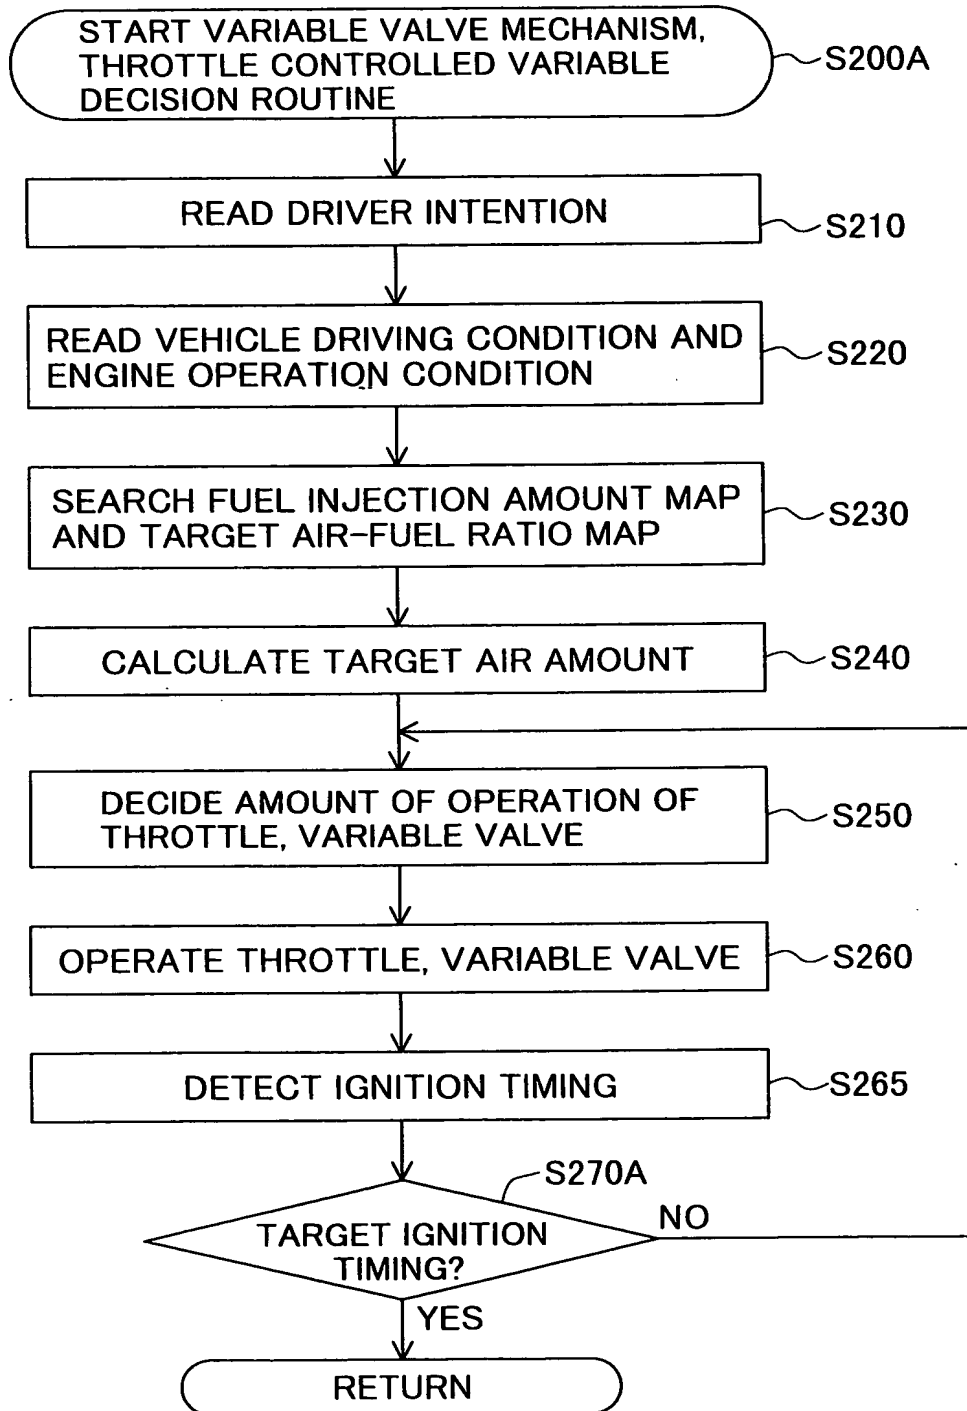 START VARIABLE VALVE MECHANISM,
THROTTLE CONTROLLED VARIABLE
DECISION ROUTINE
S200A
READ DRIVER INTENTION
S210
READ VEHICLE DRIVING CONDITION AND
ENGINE OPERATION CONDITION
S220
SEARCH FUEL INJECTION AMOUNT MAP
AND TARGET AIR-FUEL RATIO MAP
S230
CALCULATE TARGET AIR AMOUNT
S240
DECIDE AMOUNT OF OPERATION OF
THROTTLE, VARIABLE VALVE
S250
OPERATE THROTTLE, VARIABLE VALVE
S260
DETECT IGNITION TIMING
S265
S270A
TARGET IGNITION
TIMING?
NO
YES
RETURN